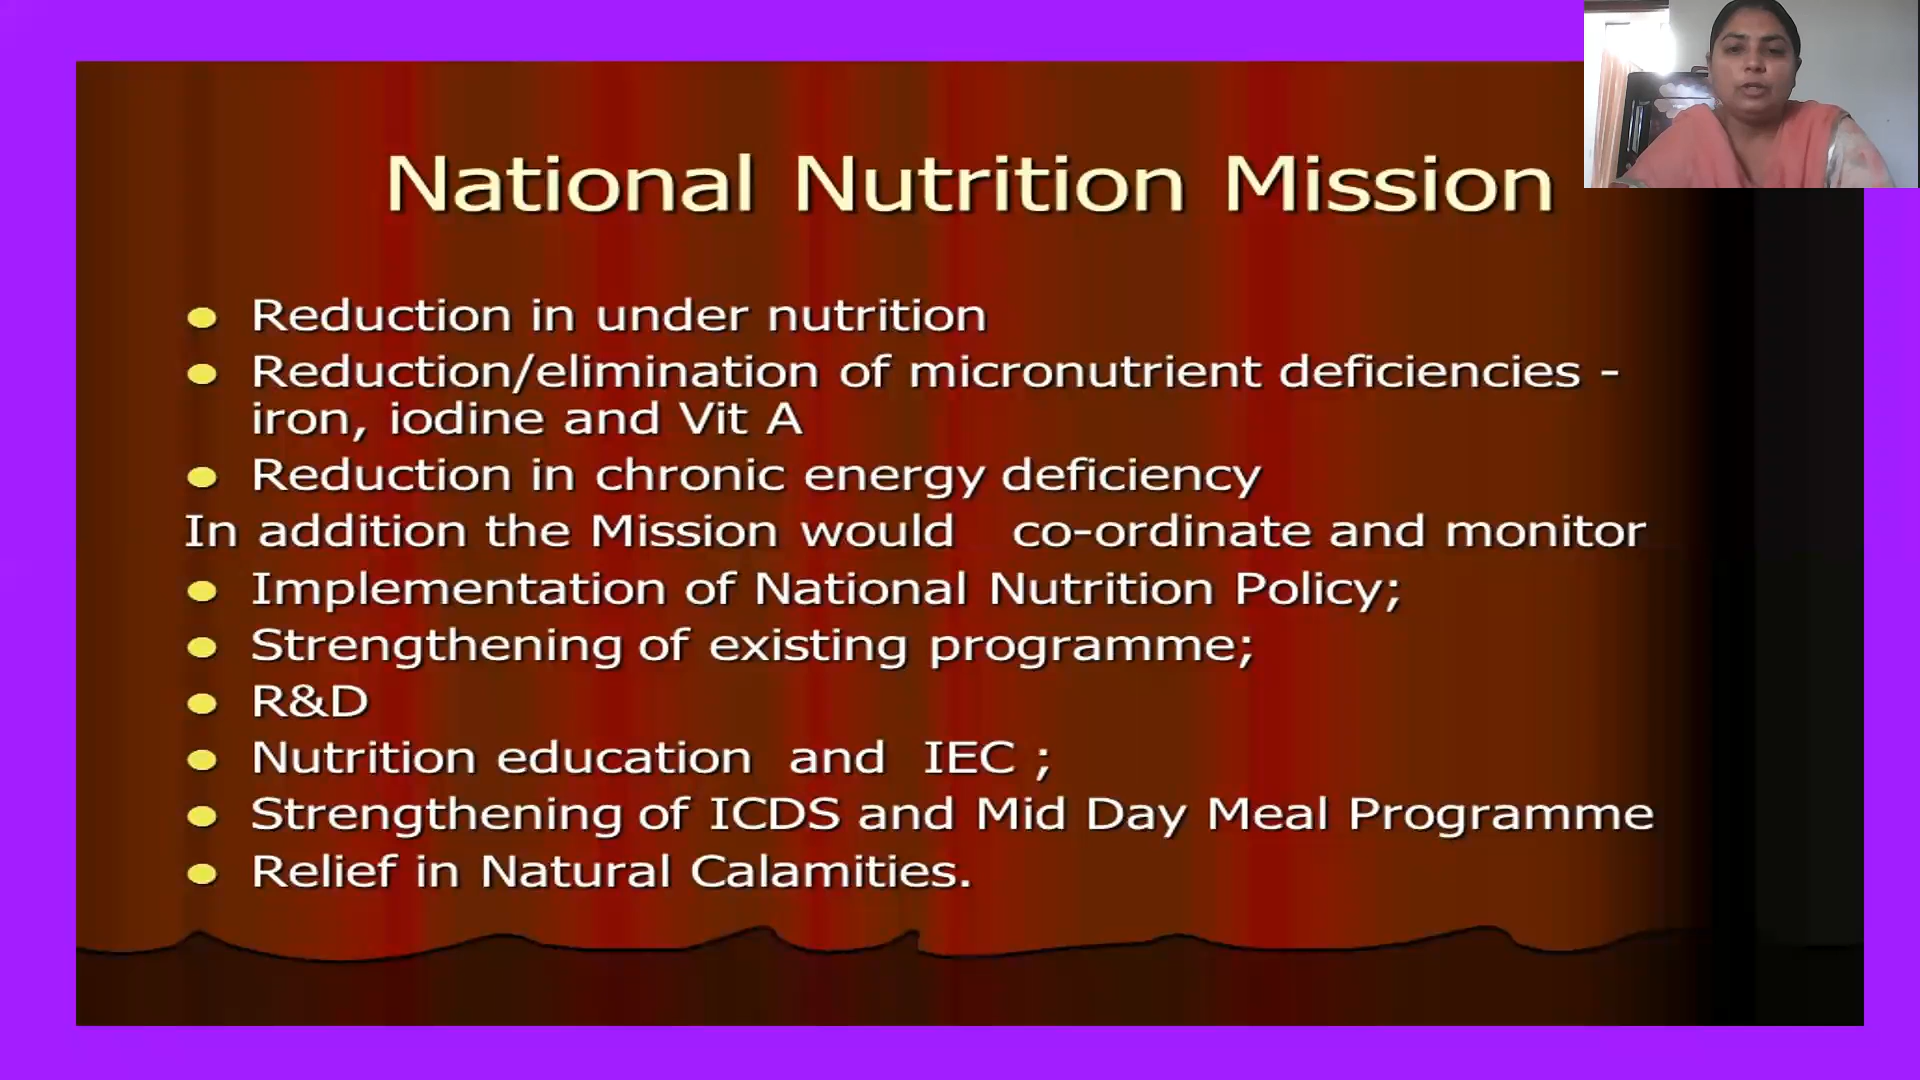 National Nutrition Mission
Reduction in under nutrition
Reduction/elimination of micronutrient deficiencies -
iron, iodine and Vit A
Reduction in chronic energy deficiency
In addition the Mission would co-ordinate and monitor
Implementation of National Nutrition Policy;
Strengthening of existing programme;
R&D
Nutrition education and IEC ;
Strengthening of ICDS and Mid Day Meal Programme
Relief in Natural Calamities.